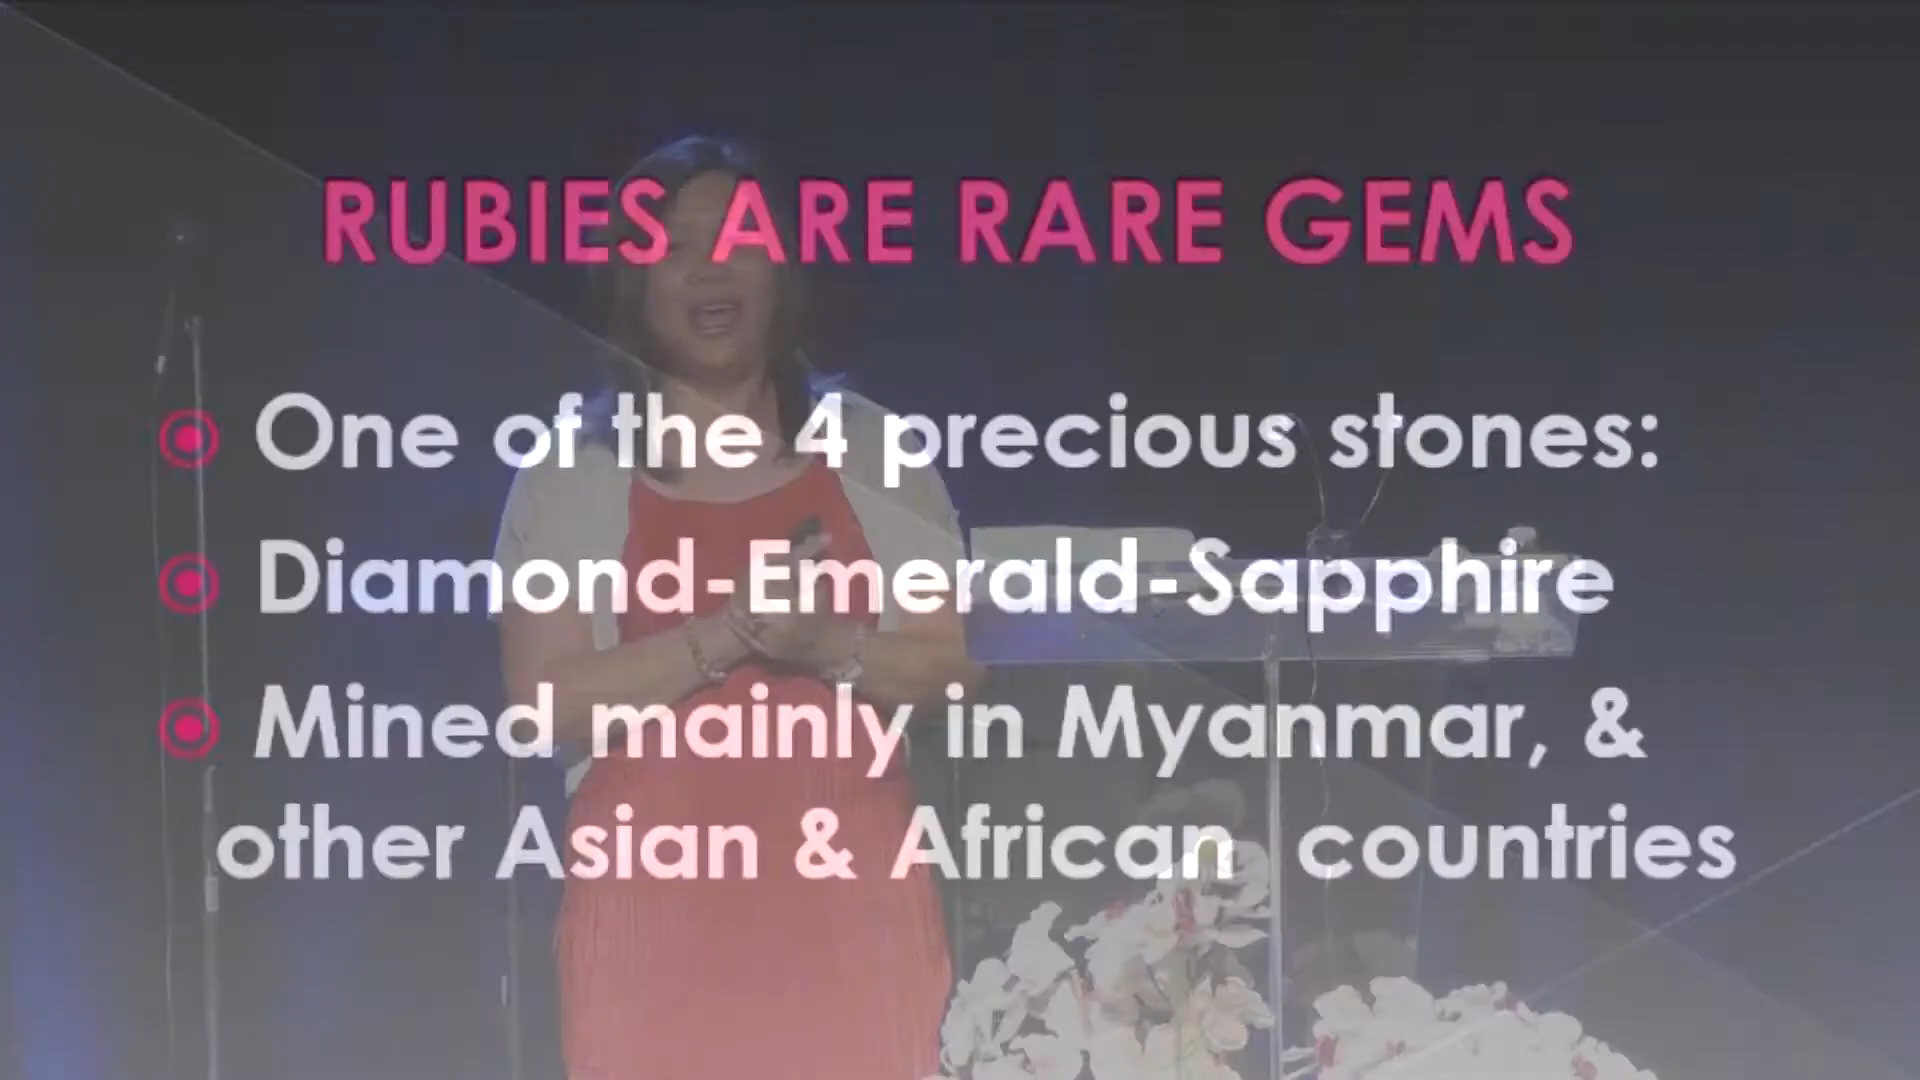 RUBIES ARE RARE GEMS
One of the 4 precious stones:
Diamond-Emerald-Sapphire
Mined mainly in Myanmar, &
other Asian & African countries